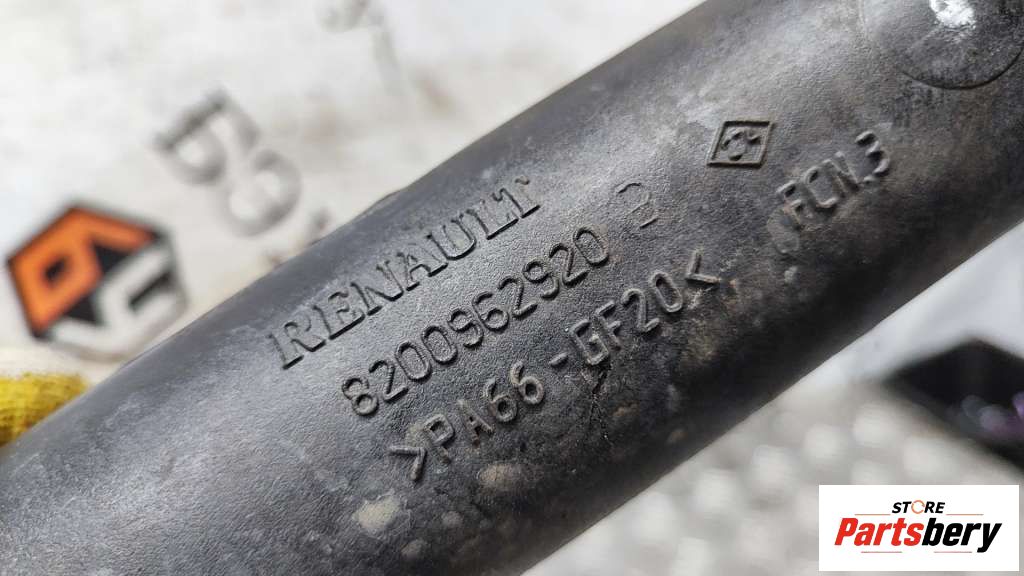 RENAULT
8200962920
>PA66-GF20<
FCN.3
STORE
Partsbery